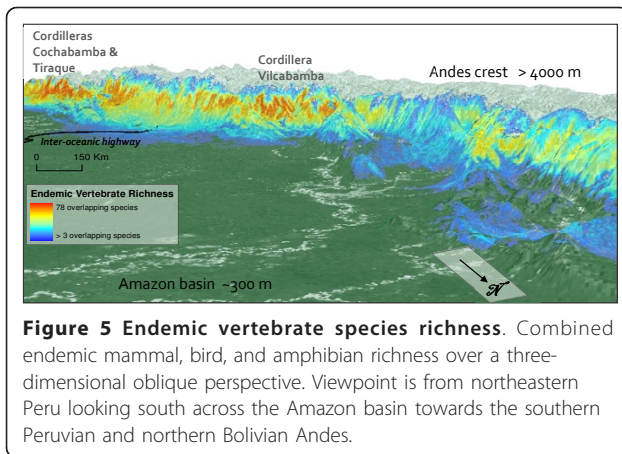 Cordilleras
Cochabamba &
Tiraque
Cordillera
Vilcabamba
Andes crest > 4000 m
Inter-oceanic highway
0 150 Km
Endemic Vertebrate Richness
78 overlapping species
> 3 overlapping species
Amazon basin ~300 m
N
Figure 5 Endemic vertebrate species richness. Combined
endemic mammal, bird, and amphibian richness over a three-
dimensional oblique perspective. Viewpoint is from northeastern
Peru looking south across the Amazon basin towards the southern
Peruvian and northern Bolivian Andes.